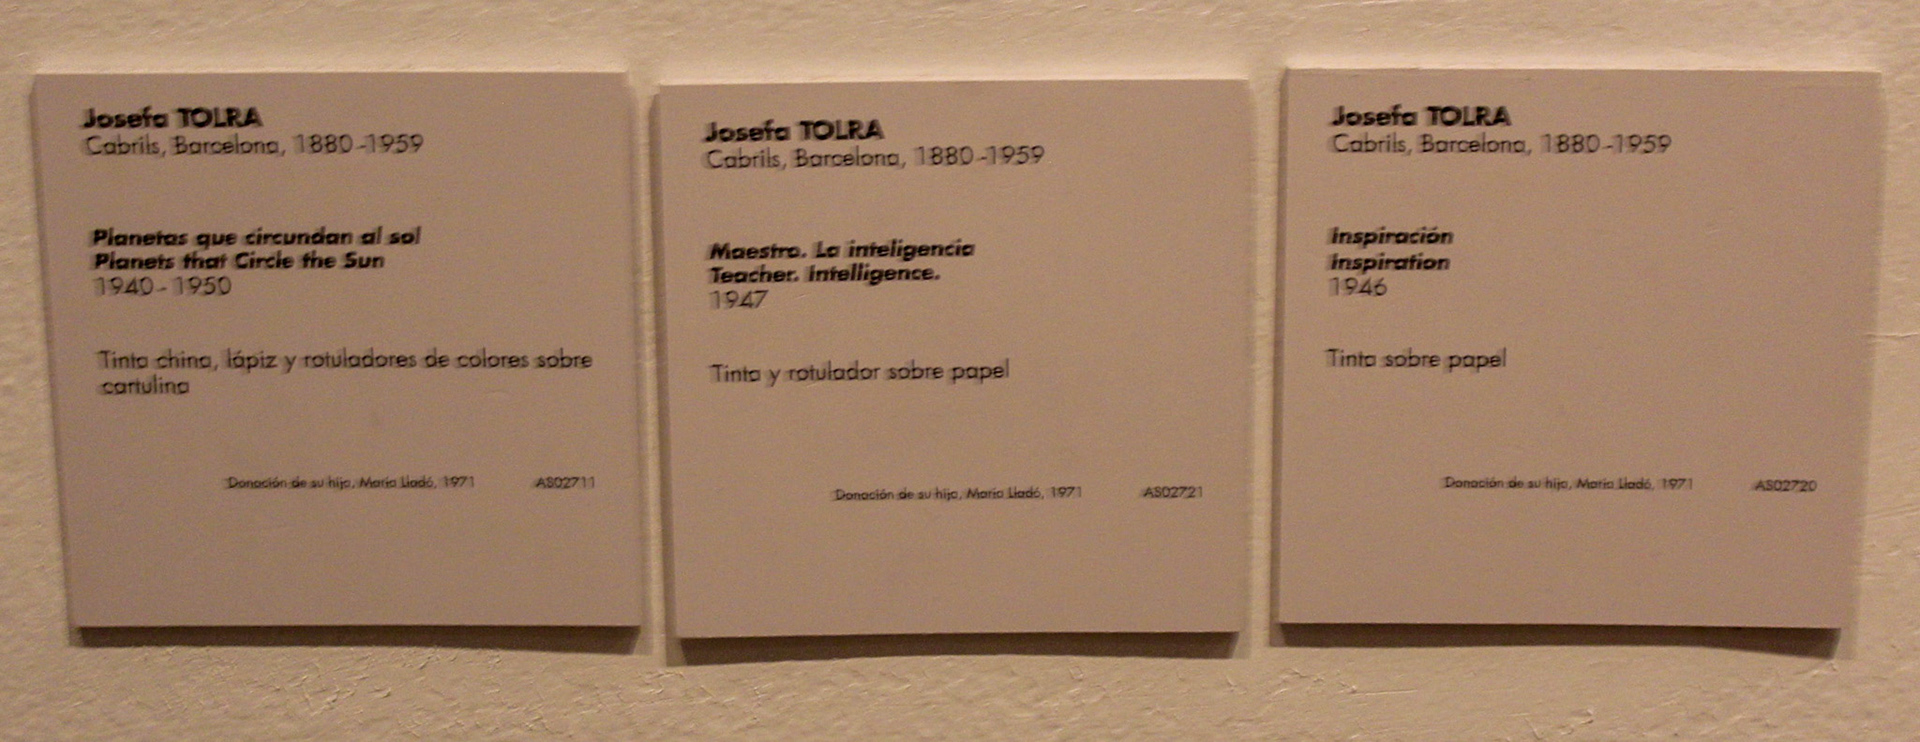 Josefa TOLRA
Cabrils, Barcelona, 1880-1959
Planetas que circundan al sol
Planets that Circle the Sun
1940-1950
Tinta china, lápiz y rotuladores de colores sobre
cartulina
Donación de su hijo, María Lladó, 1971 AS02711
Josefa TOLRA
Cabrils, Barcelona, 1880-1959
Maestro. La inteligencia
Teacher. Intelligence.
1947
Tinta y rotulador sobre papel
Donación de su hijo, María Lladó, 1971 AS02721
Josefa TOLRA
Cabrils, Barcelona, 1880-1959
Inspiración
Inspiration
1946
Tinta sobre papel
Donación de su hijo, María Lladó, 1971 AS02720